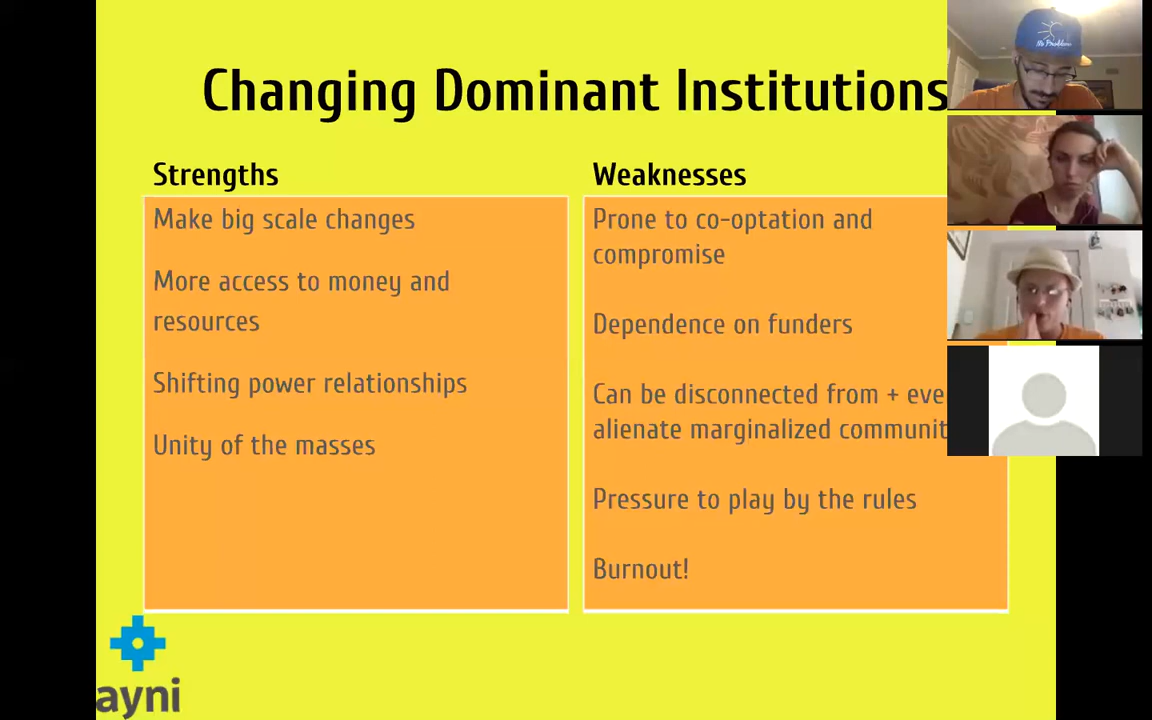 Changing Dominant Institutions
Strengths
Make big scale changes
More access to money and
resources
Shifting power relationships
Unity of the masses
Weaknesses
Prone to co-optation and
compromise
Dependence on funders
Can be disconnected from + eve
alienate marginalized communit
Pressure to play by the rules
Burnout!
ayni